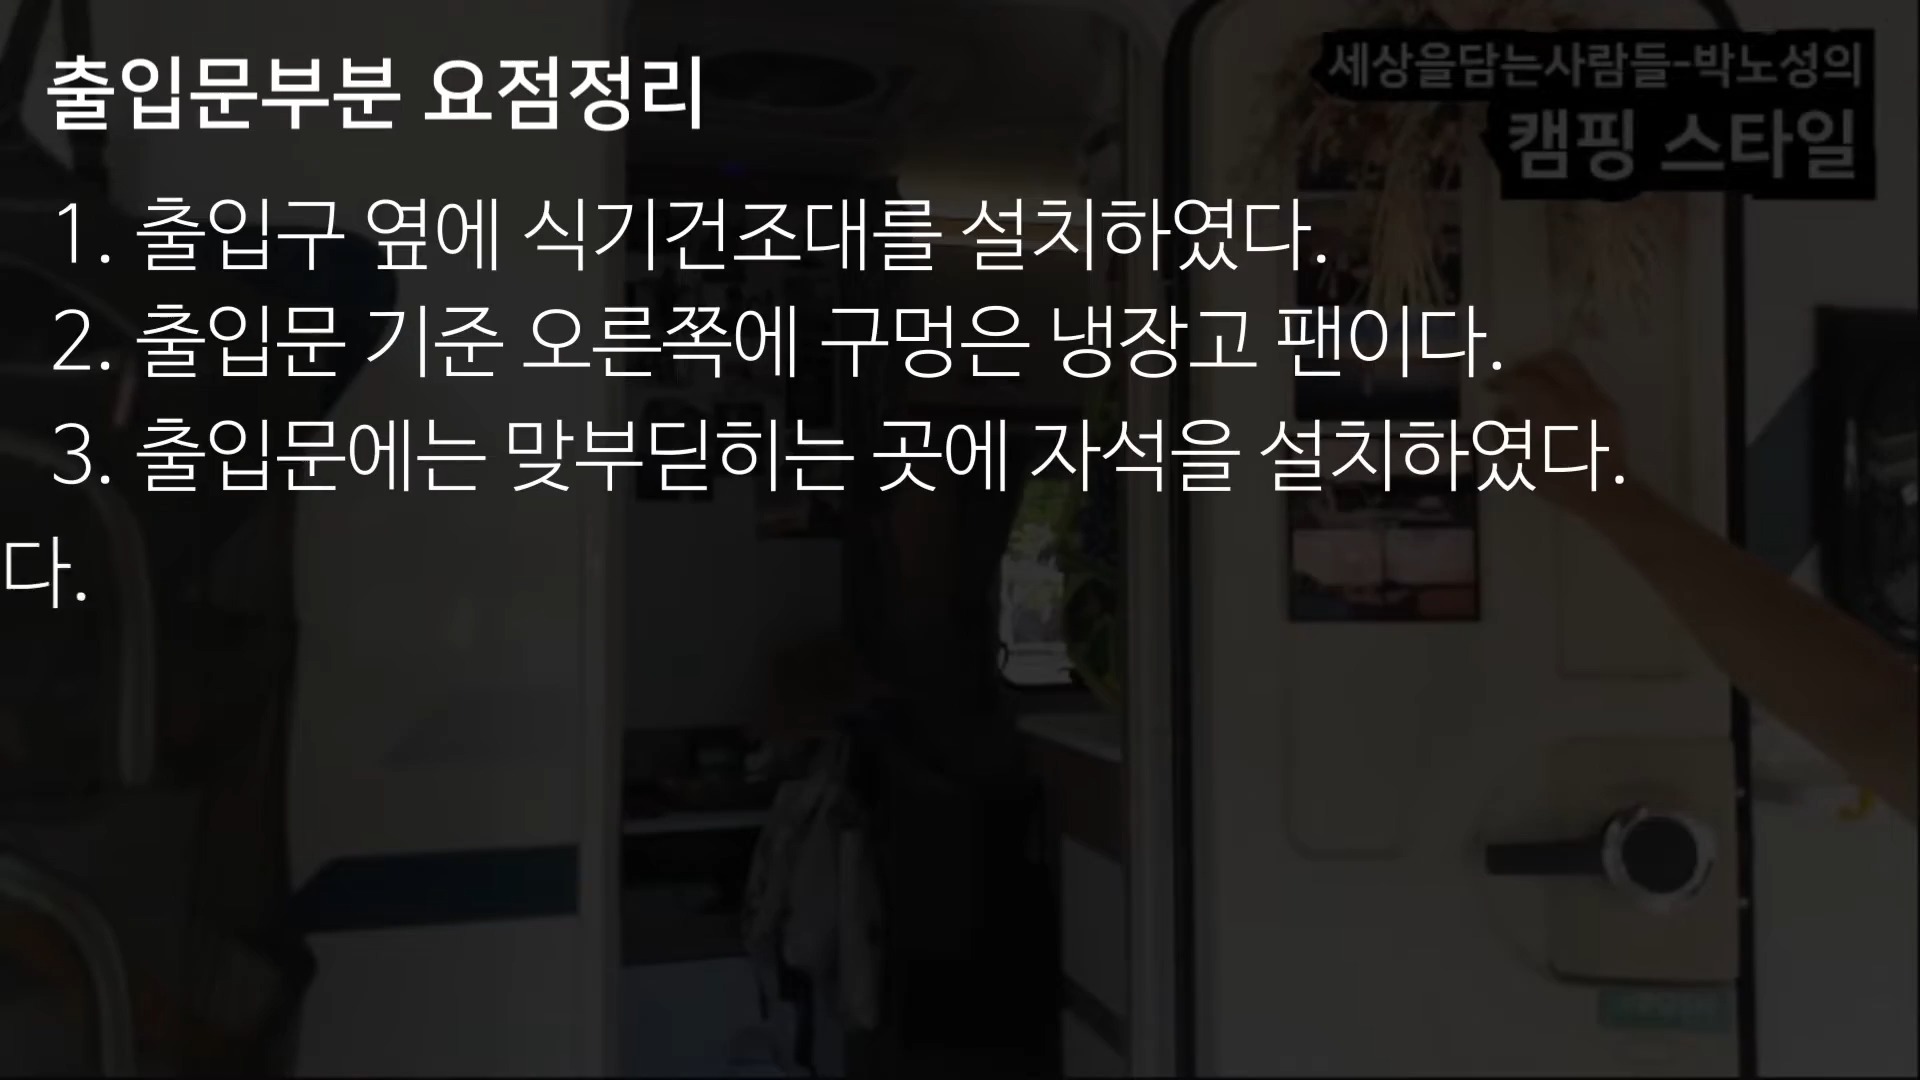 출입문부분 요점정리
세상을담는사람들-박노성의
캠핑 스타일
1. 출입구 옆에 식기건조대를 설치하였다.
2. 출입문 기준 오른쪽에 구멍은 냉장고 팬이다.
3. 출입문에는 맞부딛히는 곳에 자석을 설치하였다.
다.